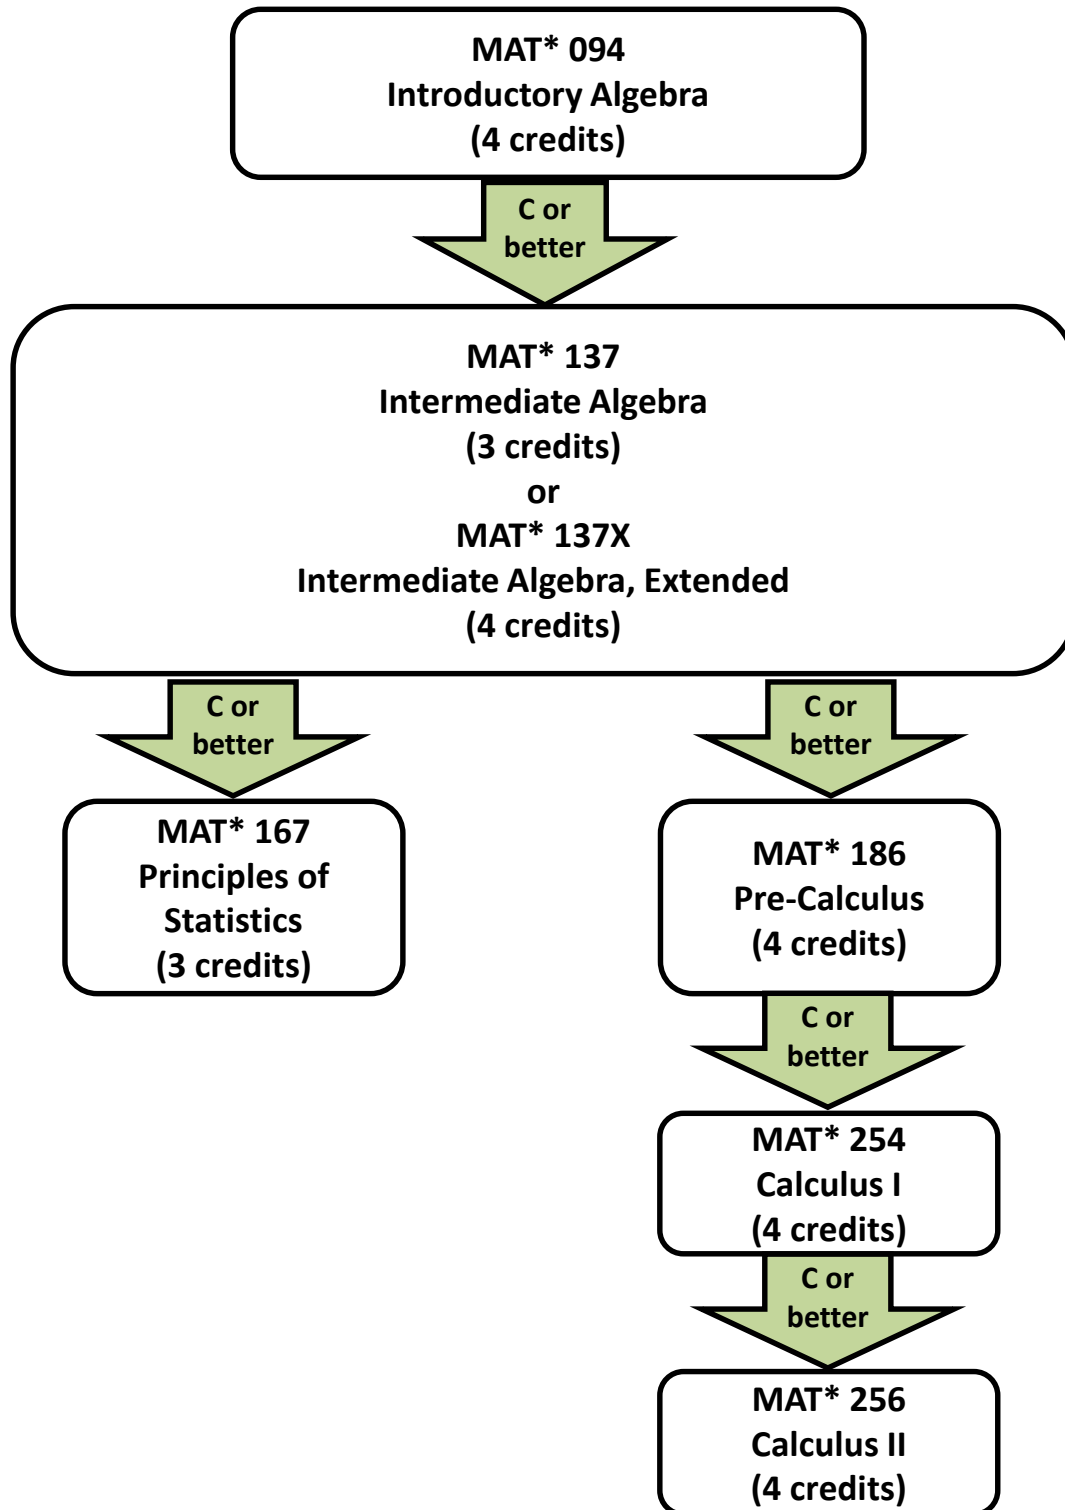 MAT* 094
Introductory Algebra
(4 credits)
C or
better
MAT* 137
Intermediate Algebra
(3 credits)
or
MAT* 137X
Intermediate Algebra, Extended
(4 credits)
C or
better
C or
better
MAT* 167
Principles of
Statistics
(3 credits)
MAT* 186
Pre-Calculus
(4 credits)
C or
better
MAT* 254
Calculus I
(4 credits)
C or
better
MAT* 256
Calculus II
(4 credits)